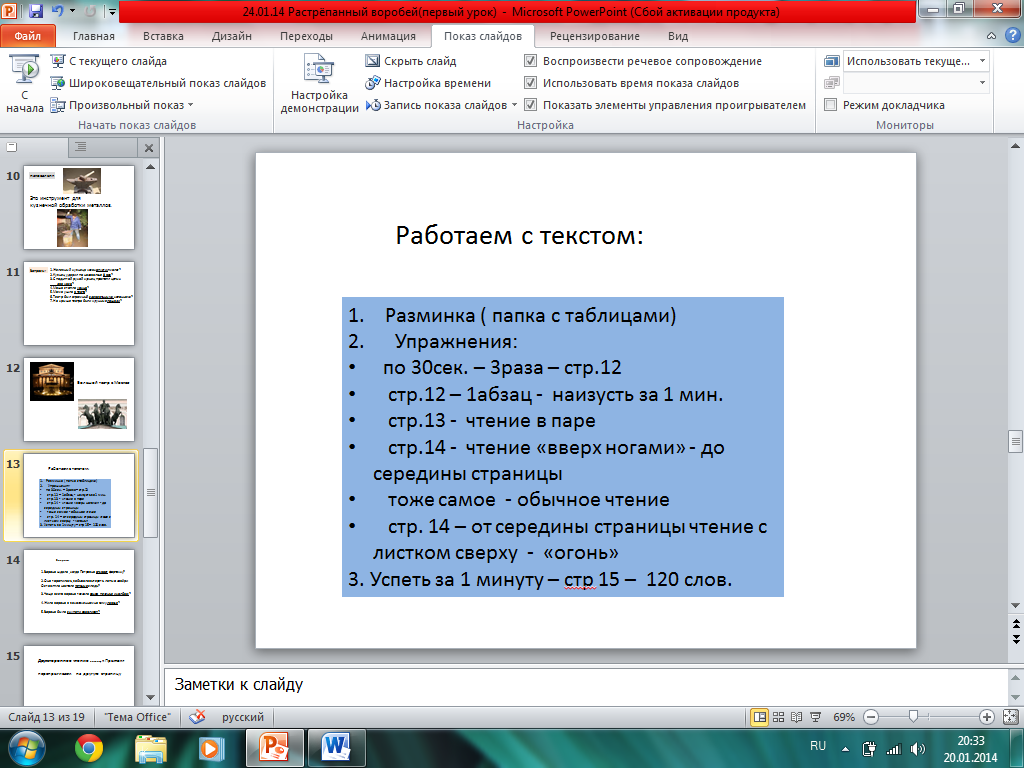 24.01.14 Растрёпанный воробей(первый урок) - Microsoft PowerPoint (Сбой активации продукта)
Файл Главная Вставка Дизайн Переходы Анимация Показ слайдов Рецензирование Вид
С начала
С текущего слайда
Широковещательный показ слайдов
Произвольный показ
Начать показ слайдов
Настройка демонстрации
Скрыть слайд
Настройка времени
Запись показа слайдов
Воспроизвести речевое сопровождение
Использовать время показа слайдов
Показать элементы управления проигрывателем
Настройка
Использовать текуще...
Режим докладчика
Мониторы
10
Это инструмент для
кузнечной обработки металлов.
11
12
Большой театр в Москве
13
Работаем с текстом:
14
15
Работаем с текстом:
1. Разминка ( папка с таблицами)
2. Упражнения:
• по 30сек. – 3раза – стр.12
• стр.12 – 1абзац - наизусть за 1 мин.
• стр.13 - чтение в паре
• стр.14 - чтение «вверх ногами» - до
середины страницы
• тоже самое - обычное чтение
• стр. 14 – от середины страницы чтение с
листком сверху - «огонь»
3. Успеть за 1 минуту – стр 15 – 120 слов.
Заметки к слайду
Слайд 13 из 19 "Тема Office" русский 69%
RU
20:33
20.01.2014